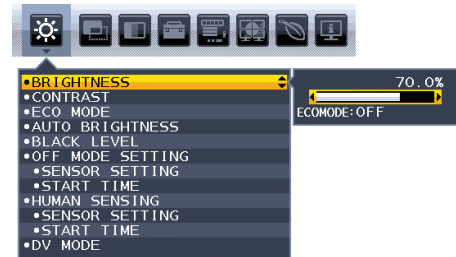 •BRIGHTNESS
70.0%
•CONTRAST
ECOMODE:OFF
•ECO MODE
•AUTO BRIGHTNESS
•BLACK LEVEL
•OFF MODE SETTING
•SENSOR SETTING
•START TIME
•HUMAN SENSING
•SENSOR SETTING
•START TIME
•DV MODE